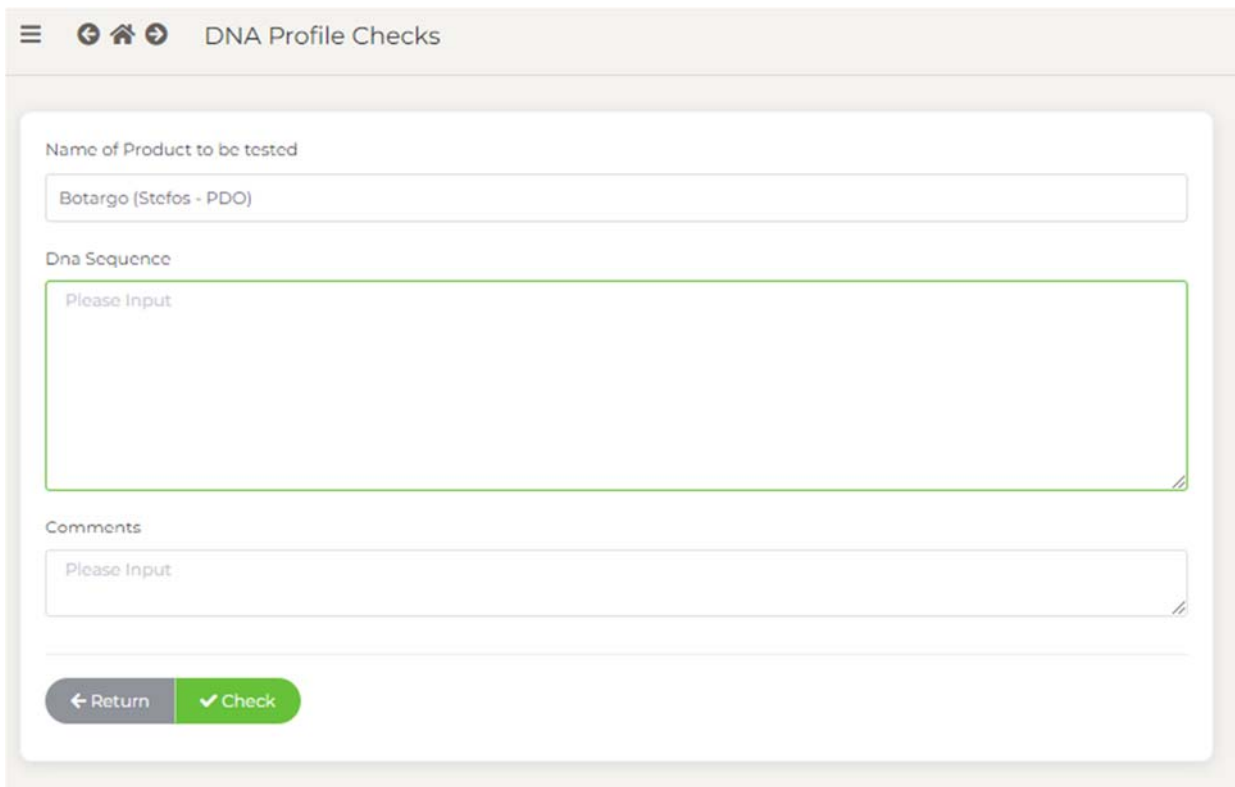 DNA Profile Checks
Name of Product to be tested
Botargo (Stefos - PDO)
Dna Sequence
Please Input
Comments
Please Input
Return
Check